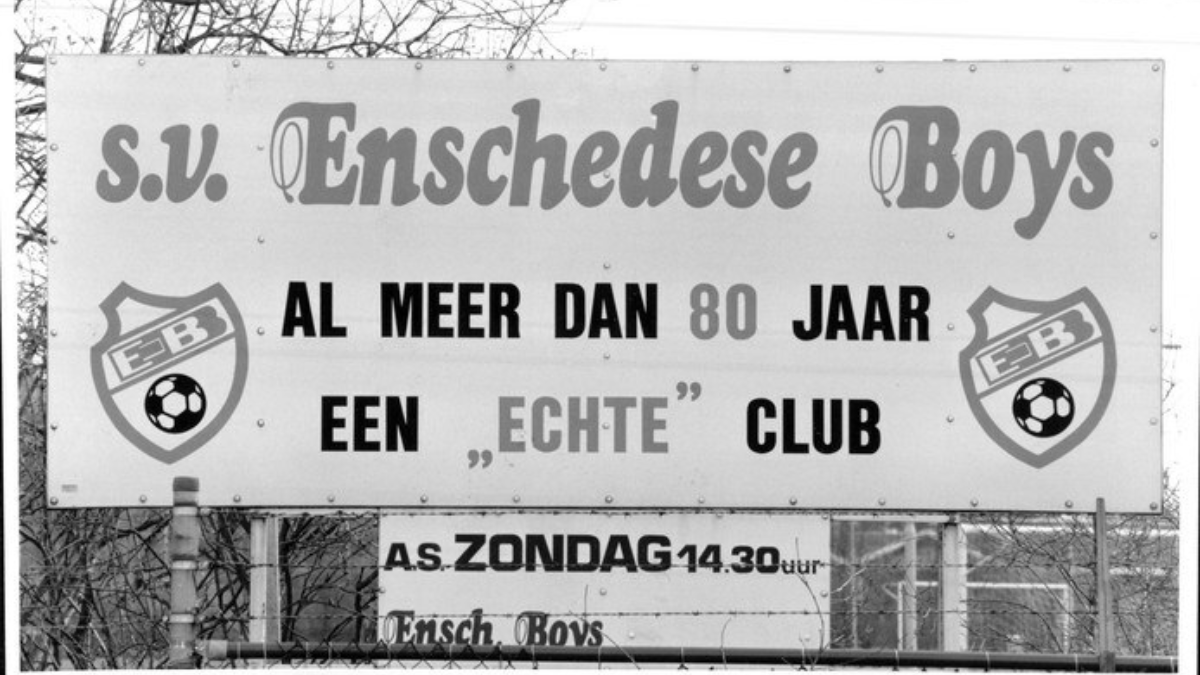 s.v. Enschedese Boys
AL MEER DAN 80 JAAR
EEN „ECHTE” CLUB
EB
EB
A.S. ZONDAG 14.30 uur
Ensch. Boys